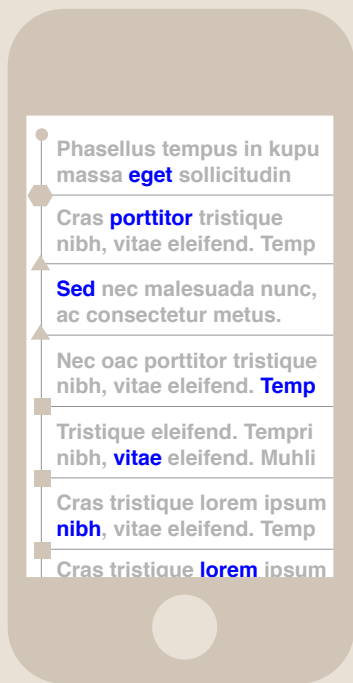 Phasellus tempus in kupu
massa eget sollicitudin
Cras porttitor tristique
nibh, vitae eleifend. Temp
Sed nec malesuada nunc,
ac consectetur metus.
Nec oac porttitor tristique
nibh, vitae eleifend. Temp
Tristique eleifend. Tempri
nibh, vitae eleifend. Muhli
Cras tristique lorem ipsum
nibh, vitae eleifend. Temp
Cras tristique lorem ipsum